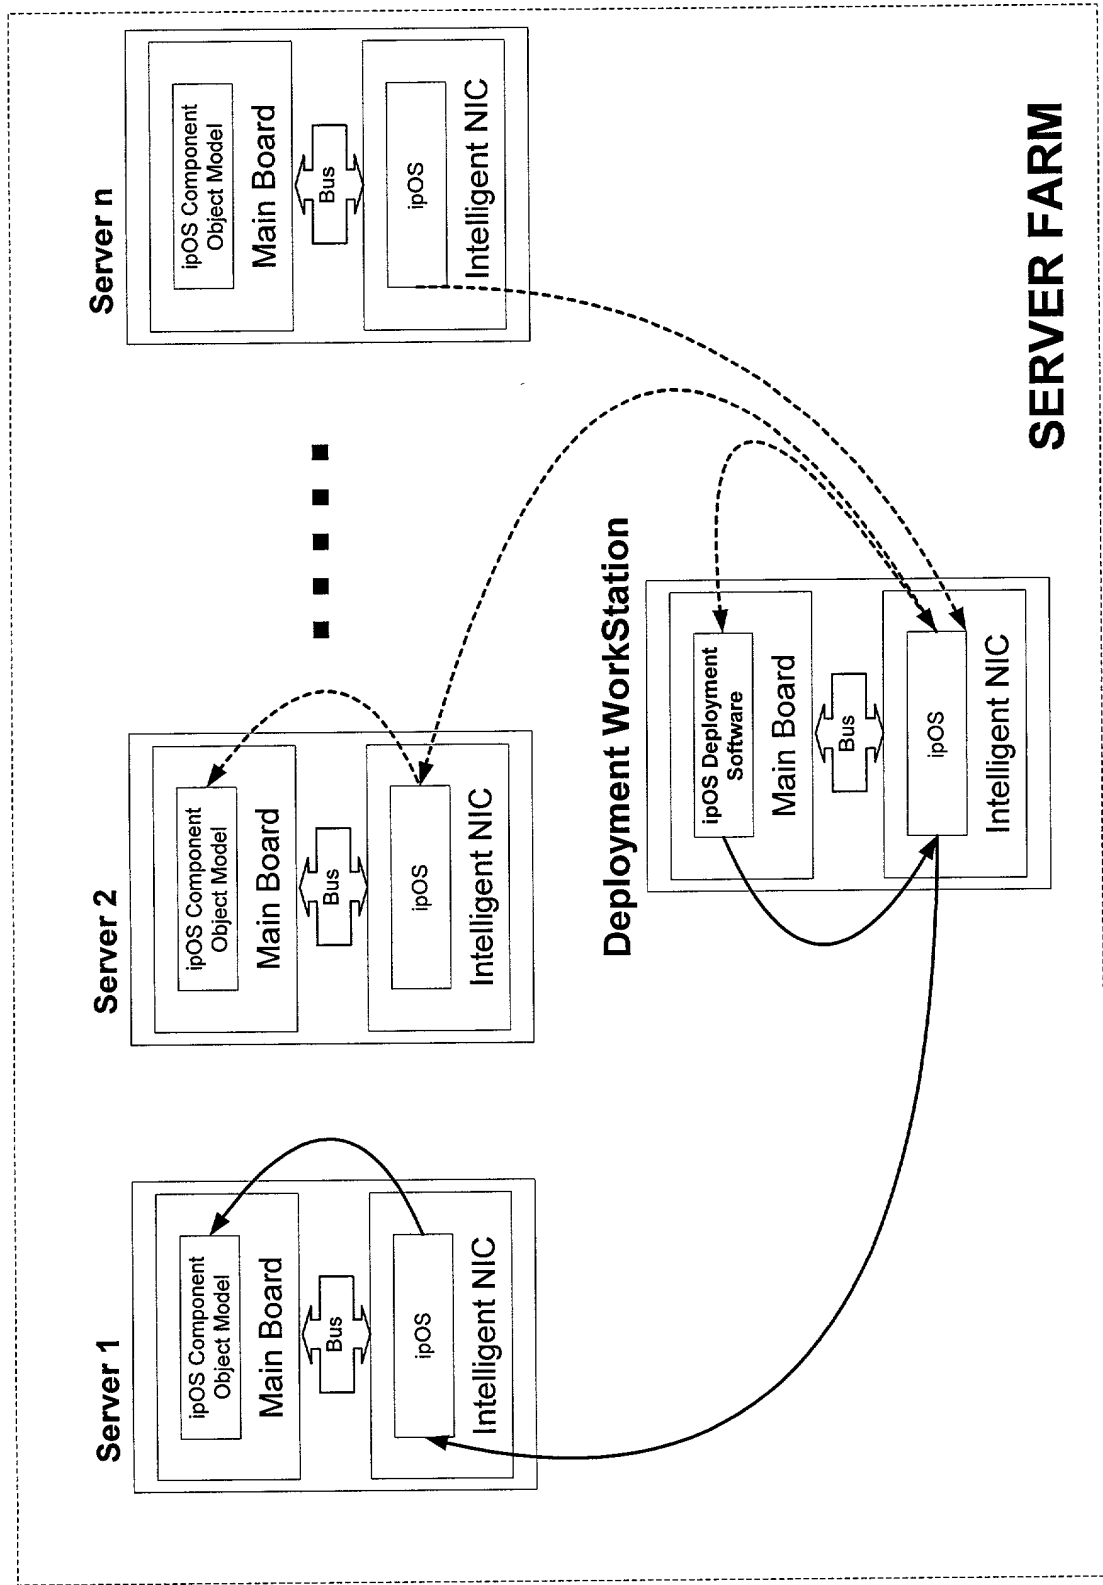 Server 1
ipOS Component
Object Model
Main Board
Bus
ipOS
Intelligent NIC
Server 2
ipOS Component
Object Model
Main Board
Bus
ipOS
Intelligent NIC
Server n
ipOS Component
Object Model
Main Board
Bus
ipOS
Intelligent NIC
Deployment WorkStation
ipOS Deployment
Software
Main Board
Bus
ipOS
Intelligent NIC
SERVER FARM